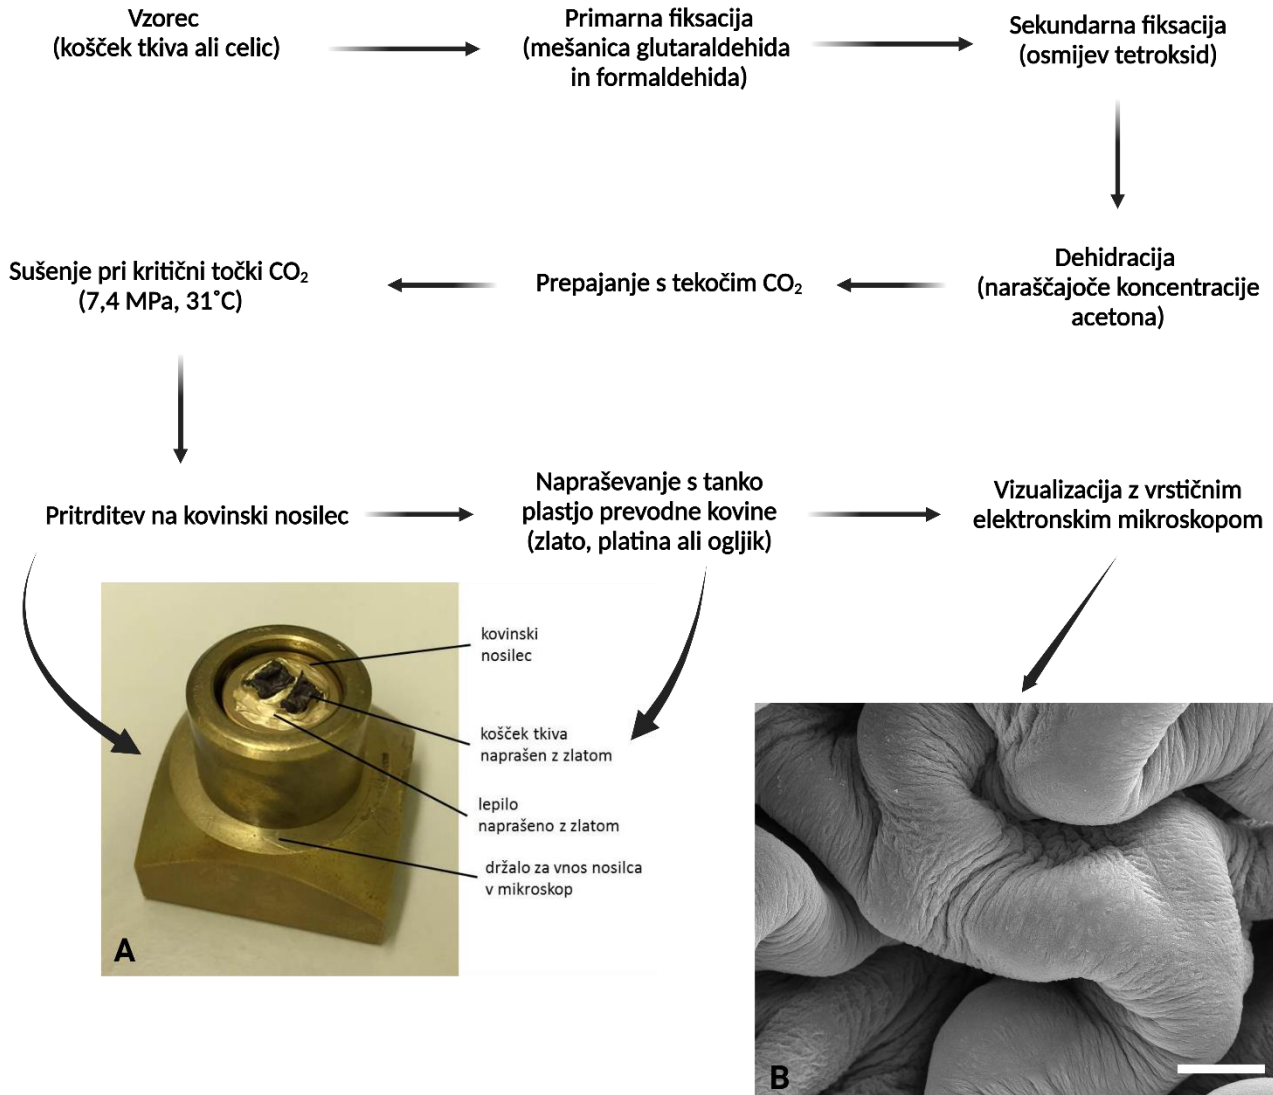 Vzorec
(košček tkiva ali celic)
Primarna fiksacija
(mešanica glutaraldehida
in formaldehida)
Sekundarna fiksacija
(osmijev tetroksid)
Dehidracija
(naraščajoče koncentracije
acetona)
Prepajanje s tekočim CO₂
Sušenje pri kritični točki CO₂
(7,4 MPa, 31˚C)
Pritrditev na kovinski nosilec
Napraševanje s tanko
plastjo prevodne kovine
(zlato, platina ali ogljik)
Vizualizacija z vrstičnim
elektronskim mikroskopom
kovinski
nosilec
košček tkiva
naprašen z zlatom
lepilo
naprašeno z zlatom
držalo za vnos nosilca
v mikroskop
A
B